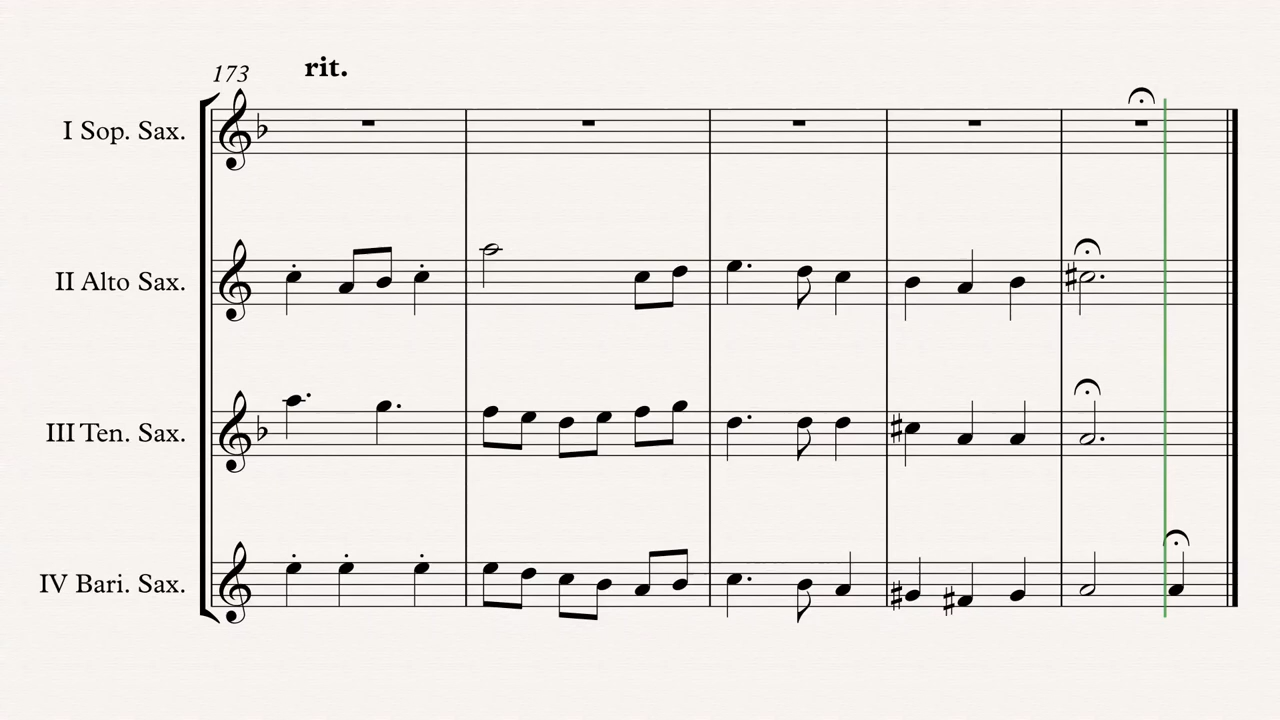 173 rit.
I Sop. Sax.
II Alto Sax.
III Ten. Sax.
IV Bari. Sax.